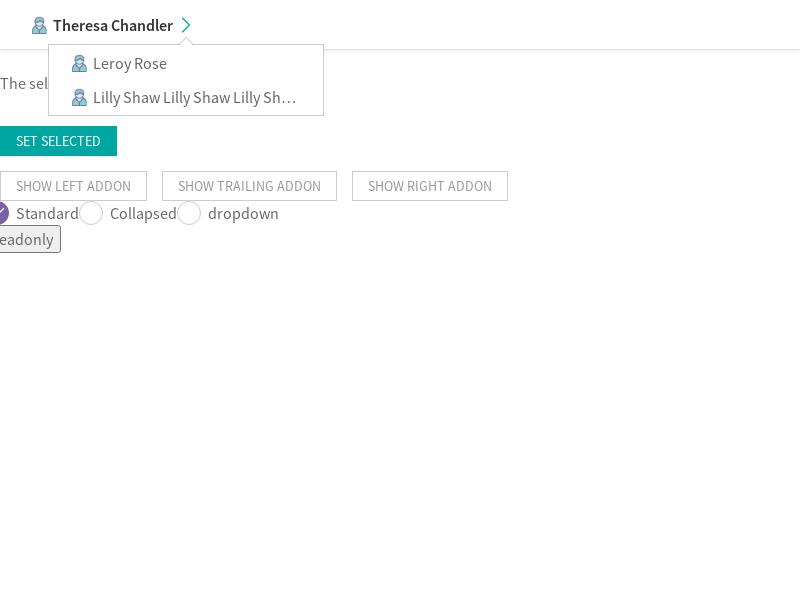 Theresa Chandler
Leroy Rose
Lilly Shaw Lilly Shaw Lilly Sh…
The sel
SET SELECTED
SHOW LEFT ADDON SHOW TRAILING ADDON SHOW RIGHT ADDON
Standard Collapsed dropdown
eadonly